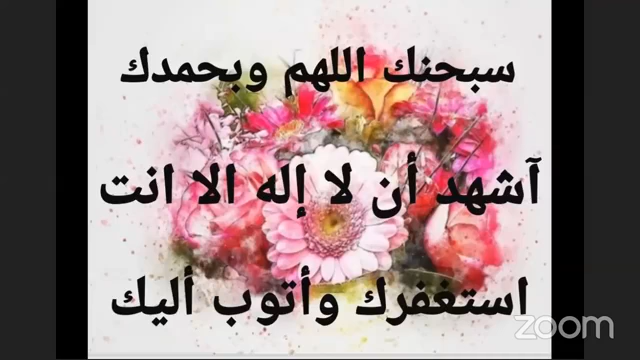 سبحنك اللهم وبحمدك
آشهد أن لا إله الا انت
استغفرك وأتوب أليك
zoom